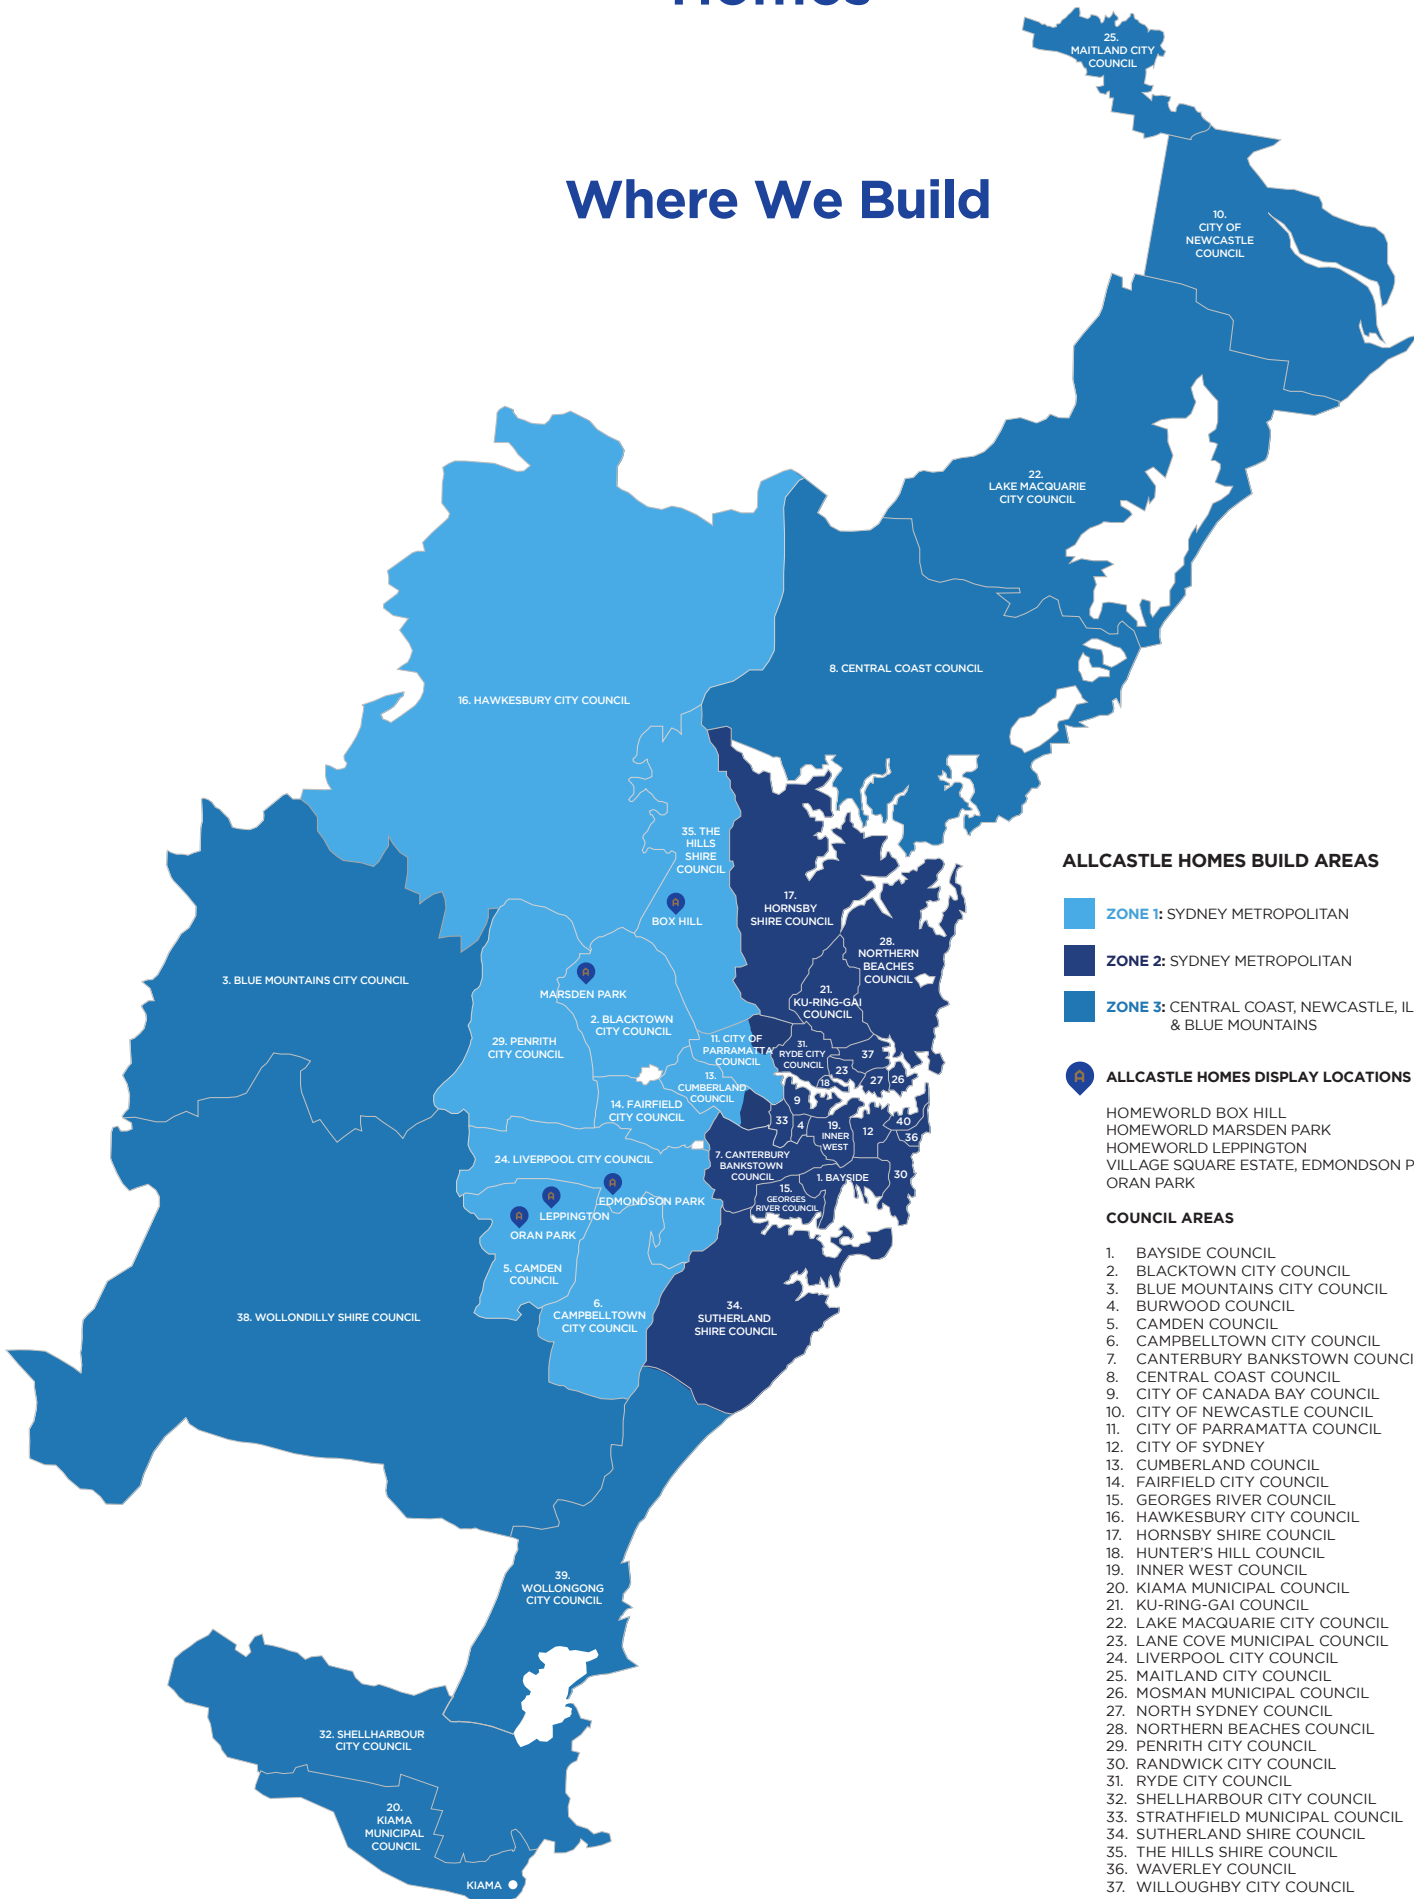 Homes
Where We Build
25.
MAITLAND CITY
COUNCIL
10.
CITY OF
NEWCASTLE
COUNCIL
22.
LAKE MACQUARIE
CITY COUNCIL
8. CENTRAL COAST COUNCIL
16. HAWKESBURY CITY COUNCIL
35. THE
HILLS
SHIRE
COUNCIL
BOX HILL
17.
HORNSBY
SHIRE COUNCIL
28.
NORTHERN
BEACHES
COUNCIL
3. BLUE MOUNTAINS CITY COUNCIL
MARSDEN PARK
21.
KU-RING-GAI
COUNCIL
2. BLACKTOWN
CITY COUNCIL
29. PENRITH
CITY COUNCIL
11. CITY OF
PARRAMATTA
COUNCIL
31.
RYDE CITY
COUNCIL
37
23
27
26
18
13.
CUMBERLAND
COUNCIL
14. FAIRFIELD
CITY COUNCIL
9
33
4
19.
INNER
WEST
12
40
36
30
24. LIVERPOOL CITY COUNCIL
7. CANTERBURY
BANKSTOWN
COUNCIL
1. BAYSIDE
15.
GEORGES
RIVER COUNCIL
EDMONDSON PARK
LEPPINGTON
ORAN PARK
5. CAMDEN
COUNCIL
6.
CAMPBELLTOWN
CITY COUNCIL
34.
SUTHERLAND
SHIRE COUNCIL
38. WOLLONDILLY SHIRE COUNCIL
39.
WOLLONGONG
CITY COUNCIL
32. SHELLHARBOUR
CITY COUNCIL
20.
KIAMA
MUNICIPAL
COUNCIL
KIAMA
ALLCASTLE HOMES BUILD AREAS
ZONE 1: SYDNEY METROPOLITAN
ZONE 2: SYDNEY METROPOLITAN
ZONE 3: CENTRAL COAST, NEWCASTLE, IL
& BLUE MOUNTAINS
ALLCASTLE HOMES DISPLAY LOCATIONS
HOMEWORLD BOX HILL
HOMEWORLD MARSDEN PARK
HOMEWORLD LEPPINGTON
VILLAGE SQUARE ESTATE, EDMONDSON P
ORAN PARK
COUNCIL AREAS
1. BAYSIDE COUNCIL
2. BLACKTOWN CITY COUNCIL
3. BLUE MOUNTAINS CITY COUNCIL
4. BURWOOD COUNCIL
5. CAMDEN COUNCIL
6. CAMPBELLTOWN CITY COUNCIL
7. CANTERBURY BANKSTOWN COUNCI
8. CENTRAL COAST COUNCIL
9. CITY OF CANADA BAY COUNCIL
10. CITY OF NEWCASTLE COUNCIL
11. CITY OF PARRAMATTA COUNCIL
12. CITY OF SYDNEY
13. CUMBERLAND COUNCIL
14. FAIRFIELD CITY COUNCIL
15. GEORGES RIVER COUNCIL
16. HAWKESBURY CITY COUNCIL
17. HORNSBY SHIRE COUNCIL
18. HUNTER'S HILL COUNCIL
19. INNER WEST COUNCIL
20. KIAMA MUNICIPAL COUNCIL
21. KU-RING-GAI COUNCIL
22. LAKE MACQUARIE CITY COUNCIL
23. LANE COVE MUNICIPAL COUNCIL
24. LIVERPOOL CITY COUNCIL
25. MAITLAND CITY COUNCIL
26. MOSMAN MUNICIPAL COUNCIL
27. NORTH SYDNEY COUNCIL
28. NORTHERN BEACHES COUNCIL
29. PENRITH CITY COUNCIL
30. RANDWICK CITY COUNCIL
31. RYDE CITY COUNCIL
32. SHELLHARBOUR CITY COUNCIL
33. STRATHFIELD MUNICIPAL COUNCIL
34. SUTHERLAND SHIRE COUNCIL
35. THE HILLS SHIRE COUNCIL
36. WAVERLEY COUNCIL
37. WILLOUGHBY CITY COUNCIL